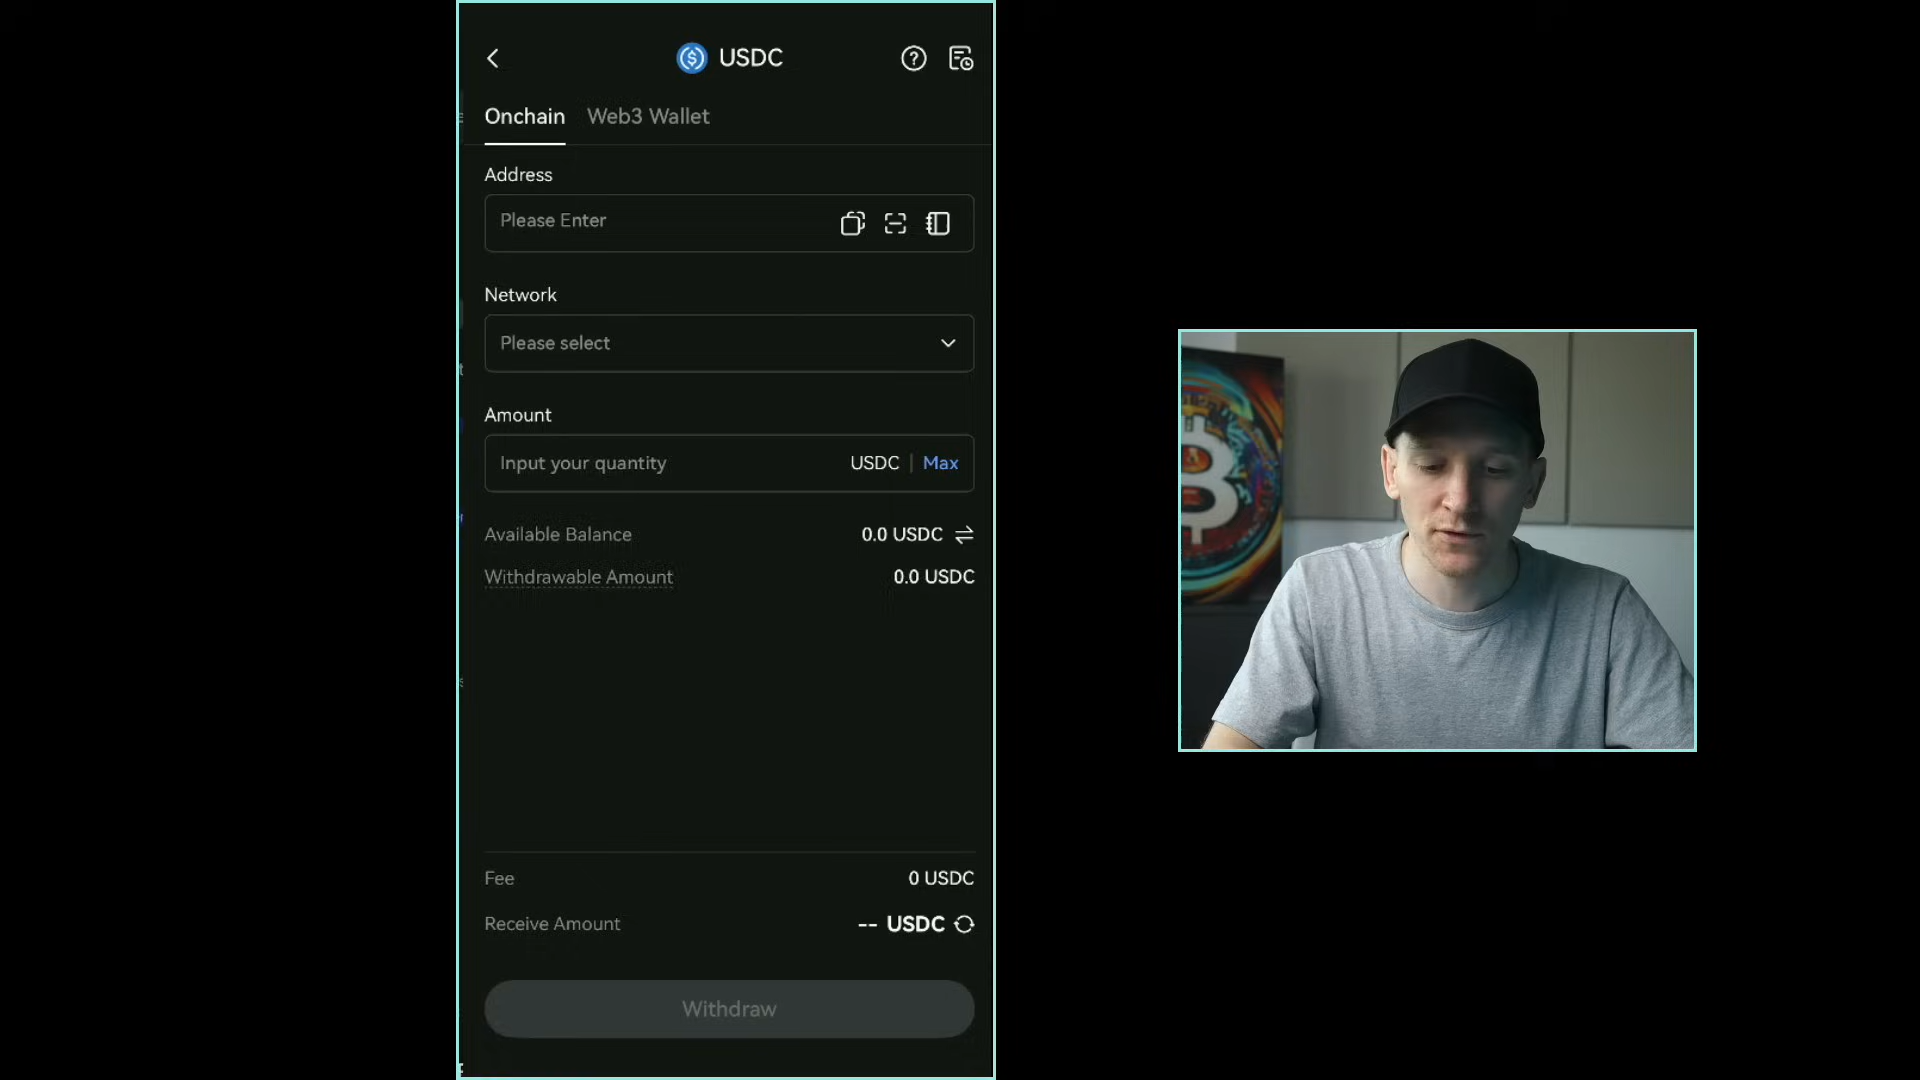 USDC
Onchain Web3 Wallet
Address
Please Enter
Network
Please select
Amount
Input your quantity USDC | Max
Available Balance 0.0 USDC
Withdrawable Amount 0.0 USDC
Fee 0 USDC
Receive Amount -- USDC
Withdraw